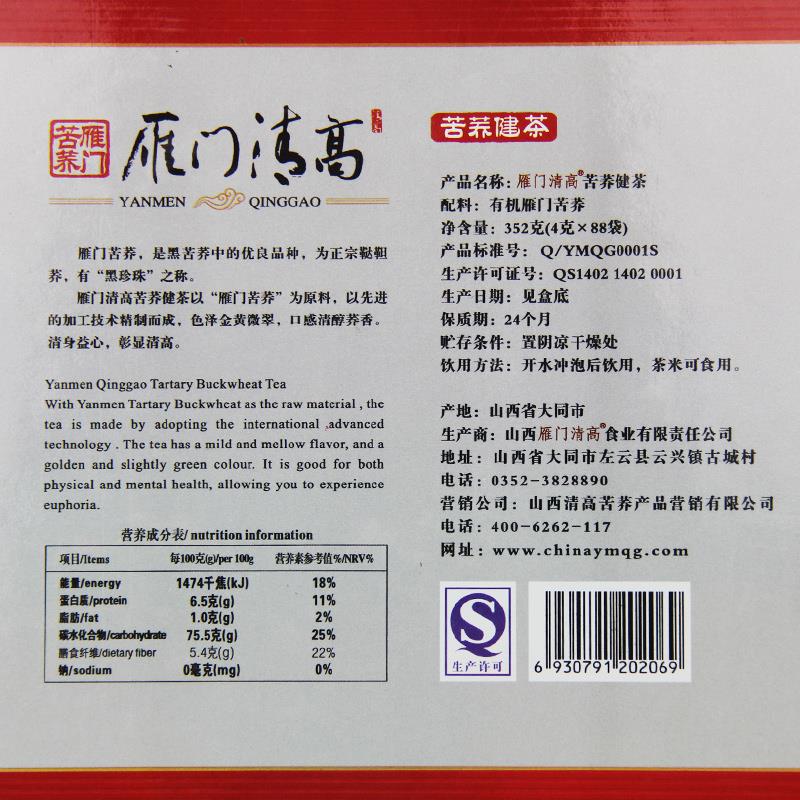 雁门
苦荞
雁门清高
YANMEN QINGGAO
雁门苦荞，是黑苦荞中的优良品种，为正宗鞑靼
荞，有“黑珍珠”之称。
雁门清高苦荞健茶以“雁门苦荞”为原料，以先进
的加工技术精制而成，色泽金黄微翠，口感清醇荞香。
清身益心，彰显清高。
Yanmen Qinggao Tartary Buckwheat Tea
With Yanmen Tartary Buckwheat as the raw material , the
tea is made by adopting the international advanced
technology . The tea has a mild and mellow flavor, and a
golden and slightly green colour. It is good for both
physical and mental health, allowing you to experience
euphoria.
营养成分表/ nutrition information
项目/Items 每100克(g)/per 100g 营养素参考值%/NRV%
能量/energy 1474千焦(kJ) 18%
蛋白质/protein 6.5克(g) 11%
脂肪/fat 1.0克(g) 2%
碳水化合物/carbohydrate 75.5克(g) 25%
膳食纤维/dietary fiber 5.4克(g) 22%
钠/sodium 0毫克(mg) 0%
苦荞健茶
产品名称：雁门清高®苦荞健茶
配料：有机雁门苦荞
净含量：352克(4克×88袋)
产品标准号：Q/YMQG0001S
生产许可证号：QS1402 1402 0001
生产日期：见盒底
保质期：24个月
贮存条件：置阴凉干燥处
饮用方法：开水冲泡后饮用，茶米可食用。
产地：山西省大同市
生产商：山西雁门清高®食业有限责任公司
地址：山西省大同市左云县云兴镇古城村
电话：0352-3828890
营销公司：山西清高苦荞产品营销有限公司
电话：400-6262-117
网址：www.chinaymqg.com
生产许可
6 930791 202069